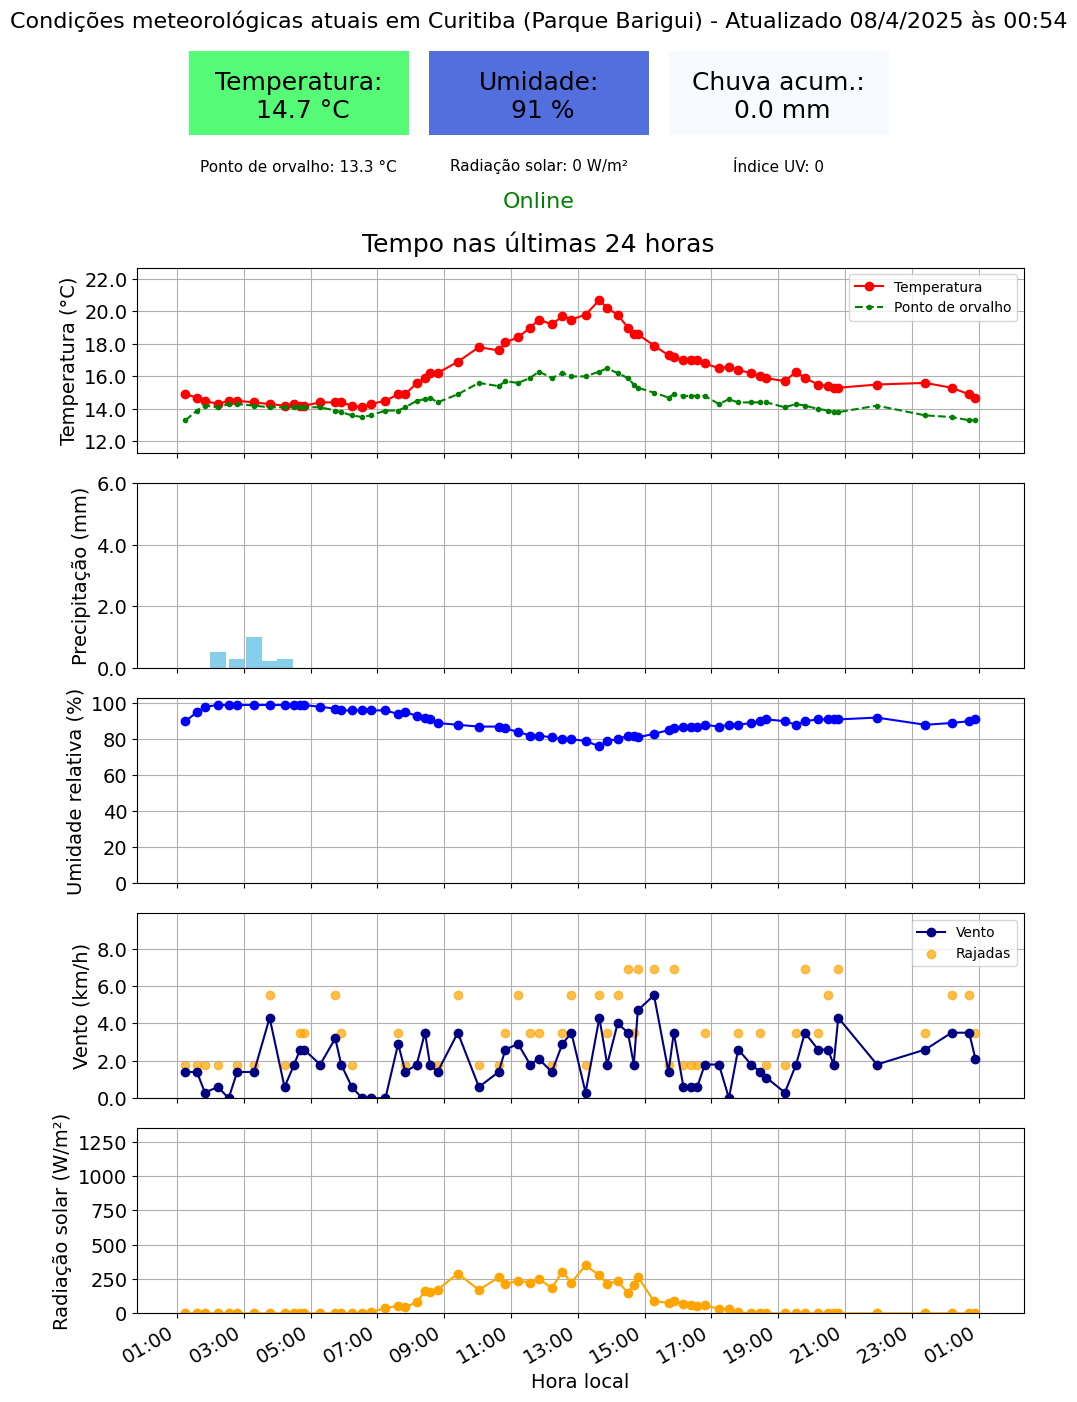 Condições meteorológicas atuais em Curitiba (Parque Barigui) - Atualizado 08/4/2025 às 00:54
Temperatura:
14.7 °C
Umidade:
91 %
Chuva acum.:
0.0 mm
Ponto de orvalho: 13.3 °C
Radiação solar: 0 W/m²
Índice UV: 0
Online
Tempo nas últimas 24 horas
Temperatura (°C)
22.0
20.0
18.0
16.0
14.0
12.0
Temperatura
Ponto de orvalho
Precipitação (mm)
6.0
4.0
2.0
0.0
Umidade relativa (%)
100
80
60
40
20
0
Vento (km/h)
8.0
6.0
4.0
2.0
0.0
Vento
Rajadas
Radiação solar (W/m²)
1250
1000
750
500
250
0
01:00
03:00
05:00
07:00
09:00
11:00
13:00
15:00
17:00
19:00
21:00
23:00
01:00
Hora local